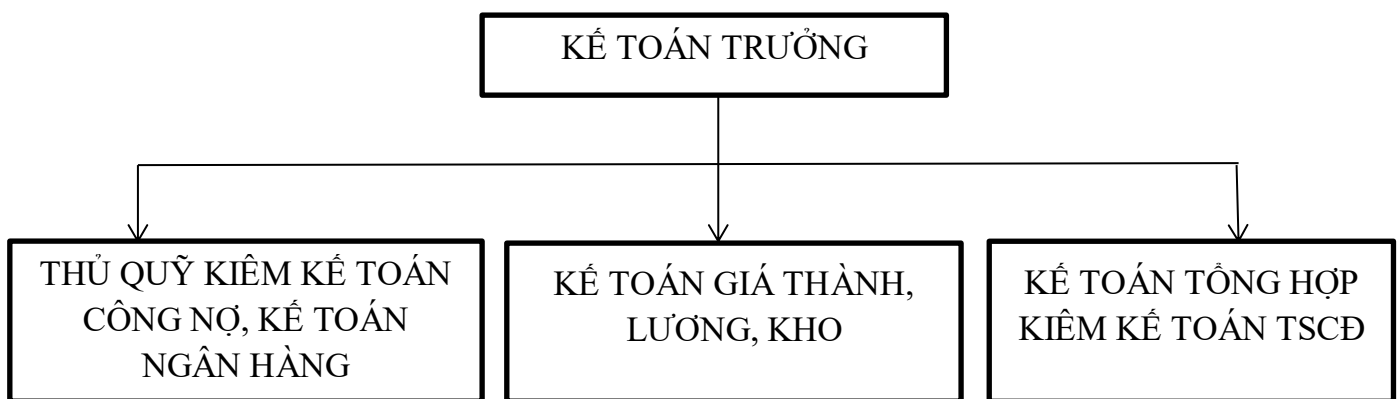 KẾ TOÁN TRƯỞNG
THỦ QUỸ KIÊM KẾ TOÁN
CÔNG NỢ, KẾ TOÁN
NGÂN HÀNG
KẾ TOÁN GIÁ THÀNH,
LƯƠNG, KHO
KẾ TOÁN TỔNG HỢP
KIÊM KẾ TOÁN TSCĐ